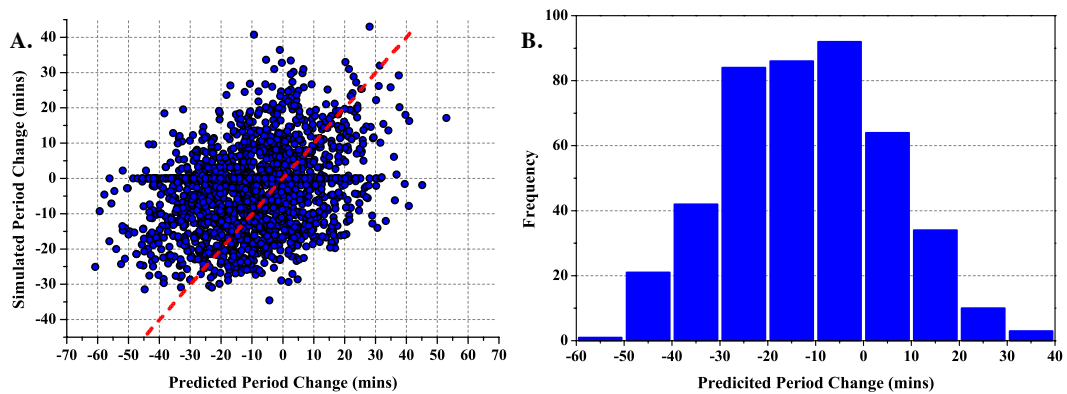 A.
Simulated Period Change (mins)
40
30
20
10
0
-10
-20
-30
-40
-70 -60 -50 -40 -30 -20 -10 0 10 20 30 40 50 60 70
Predicted Period Change (mins)
B.
Frequency
100
80
60
40
20
0
-60 -50 -40 -30 -20 -10 0 10 20 30 40
Predicited Period Change (mins)